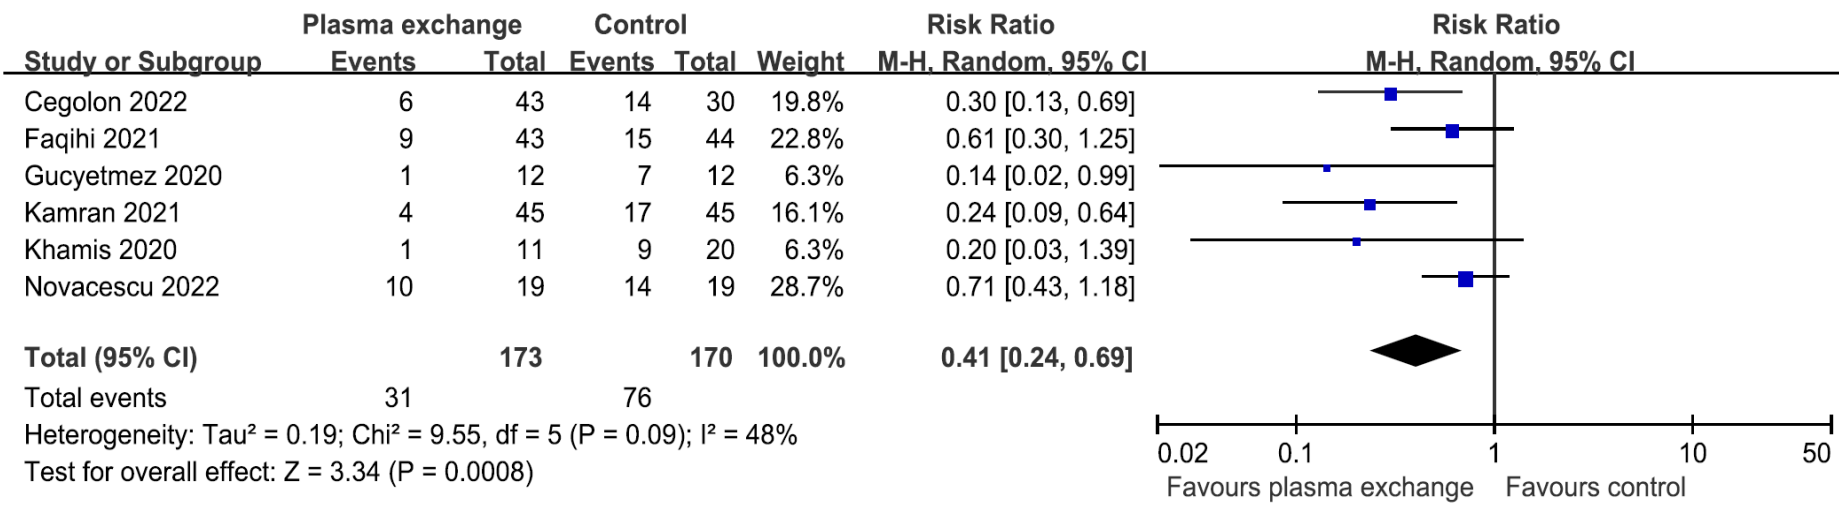 Plasma exchange Control Risk Ratio Risk Ratio
Study or Subgroup Events Total Events Total Weight M-H, Random, 95% CI M-H, Random, 95% CI
Cegolon 2022 6 43 14 30 19.8% 0.30 [0.13, 0.69]
Faqihi 2021 9 43 15 44 22.8% 0.61 [0.30, 1.25]
Gucyetmez 2020 1 12 7 12 6.3% 0.14 [0.02, 0.99]
Kamran 2021 4 45 17 45 16.1% 0.24 [0.09, 0.64]
Khamis 2020 1 11 9 20 6.3% 0.20 [0.03, 1.39]
Novacescu 2022 10 19 14 19 28.7% 0.71 [0.43, 1.18]
Total (95% CI) 173 170 100.0% 0.41 [0.24, 0.69]
Total events 31 76
Heterogeneity: Tau² = 0.19; Chi² = 9.55, df = 5 (P = 0.09); I² = 48%
Test for overall effect: Z = 3.34 (P = 0.0008)
0.02 0.1 1 10 50
Favours plasma exchange Favours control